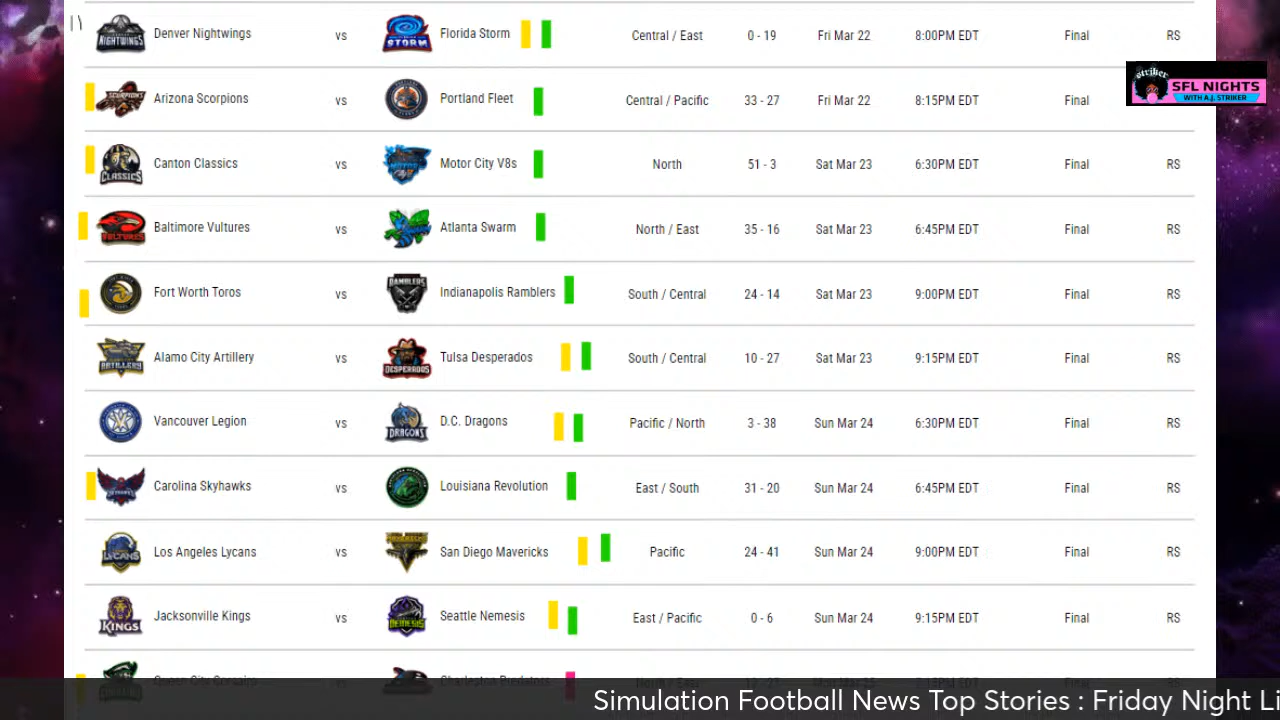 Denver Nightwings vs Florida Storm Central / East 0 - 19 Fri Mar 22 8:00PM EDT Final RS
Arizona Scorpions vs Portland Fleet Central / Pacific 33 - 27 Fri Mar 22 8:15PM EDT Final RS
striker
SFL NIGHTS
WITH A.J. STRIKER
Canton Classics vs Motor City V8s North 51 - 3 Sat Mar 23 6:30PM EDT Final RS
Baltimore Vultures vs Atlanta Swarm North / East 35 - 16 Sat Mar 23 6:45PM EDT Final RS
Fort Worth Toros vs Indianapolis Ramblers South / Central 24 - 14 Sat Mar 23 9:00PM EDT Final RS
Alamo City Artillery vs Tulsa Desperados South / Central 10 - 27 Sat Mar 23 9:15PM EDT Final RS
Vancouver Legion vs D.C. Dragons Pacific / North 3 - 38 Sun Mar 24 6:30PM EDT Final RS
Carolina Skyhawks vs Louisiana Revolution East / South 31 - 20 Sun Mar 24 6:45PM EDT Final RS
Los Angeles Lycans vs San Diego Mavericks Pacific 24 - 41 Sun Mar 24 9:00PM EDT Final RS
Jacksonville Kings vs Seattle Nemesis East / Pacific 0 - 6 Sun Mar 24 9:15PM EDT Final RS
Simulation Football News Top Stories : Friday Night Li